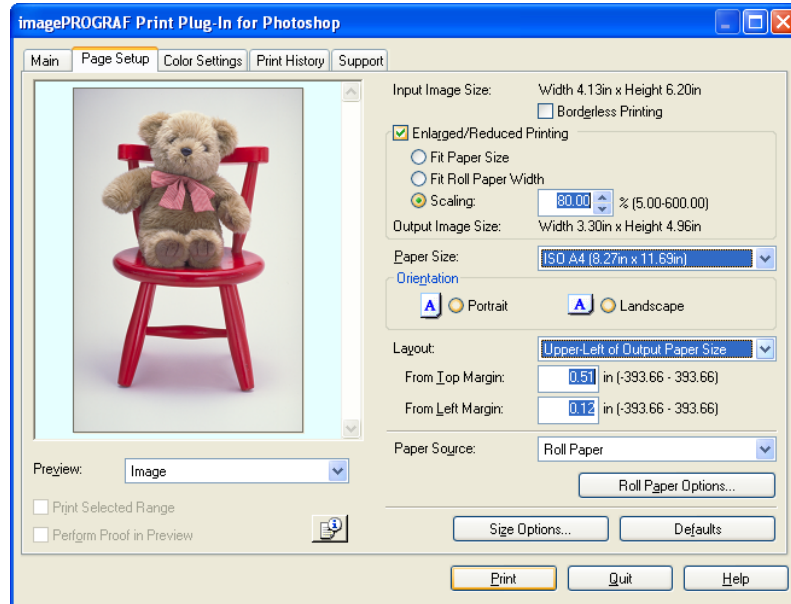 imagePROGRAF Print Plug-In for Photoshop
Main Page Setup Color Settings Print History Support
Input Image Size: Width 4.13in x Height 6.20in
Borderless Printing
Enlarged/Reduced Printing
Fit Paper Size
Fit Roll Paper Width
Scaling: 80.00 % (5.00-600.00)
Output Image Size: Width 3.30in x Height 4.96in
Paper Size: ISO A4 (8.27in x 11.69in)
Orientation
A Portrait A Landscape
Layout: Upper-Left of Output Paper Size
From Top Margin: 0.51 in (-393.66 - 393.66)
From Left Margin: 0.12 in (-393.66 - 393.66)
Paper Source: Roll Paper
Preview: Image
Roll Paper Options...
Print Selected Range
Perform Proof in Preview
Size Options... Defaults
Print Quit Help